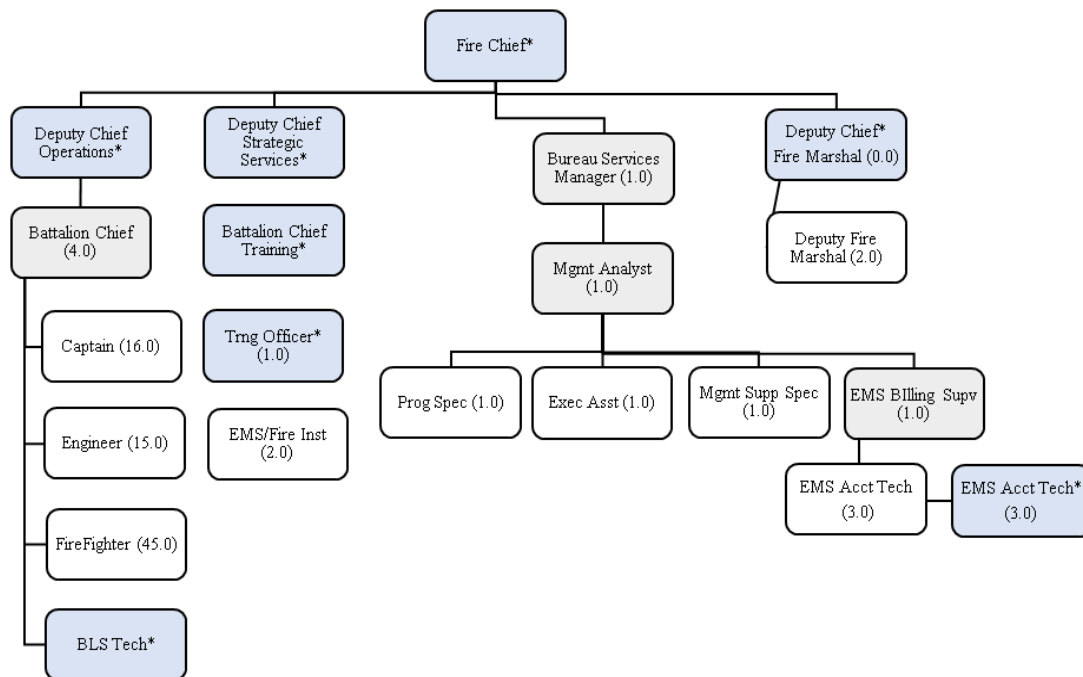 Fire Chief*
Deputy Chief
Operations*
Deputy Chief
Strategic
Services*
Bureau Services
Manager (1.0)
Deputy Chief*
Fire Marshal (0.0)
Battalion Chief
(4.0)
Battalion Chief
Training*
Mgmt Analyst
(1.0)
Deputy Fire
Marshal (2.0)
Captain (16.0)
Trng Officer*
(1.0)
Prog Spec (1.0)
Exec Asst (1.0)
Mgmt Supp Spec
(1.0)
EMS BIlling Supv
(1.0)
Engineer (15.0)
EMS/Fire Inst
(2.0)
EMS Acct Tech
(3.0)
EMS Acct Tech*
(3.0)
FireFighter (45.0)
BLS Tech*